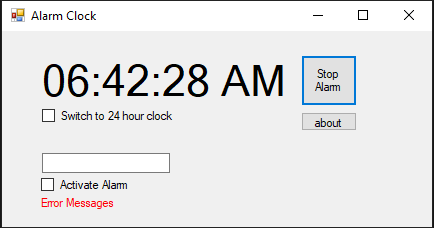 Alarm Clock
06:42:28 AM
Stop
Alarm
Switch to 24 hour clock
about
Activate Alarm
Error Messages